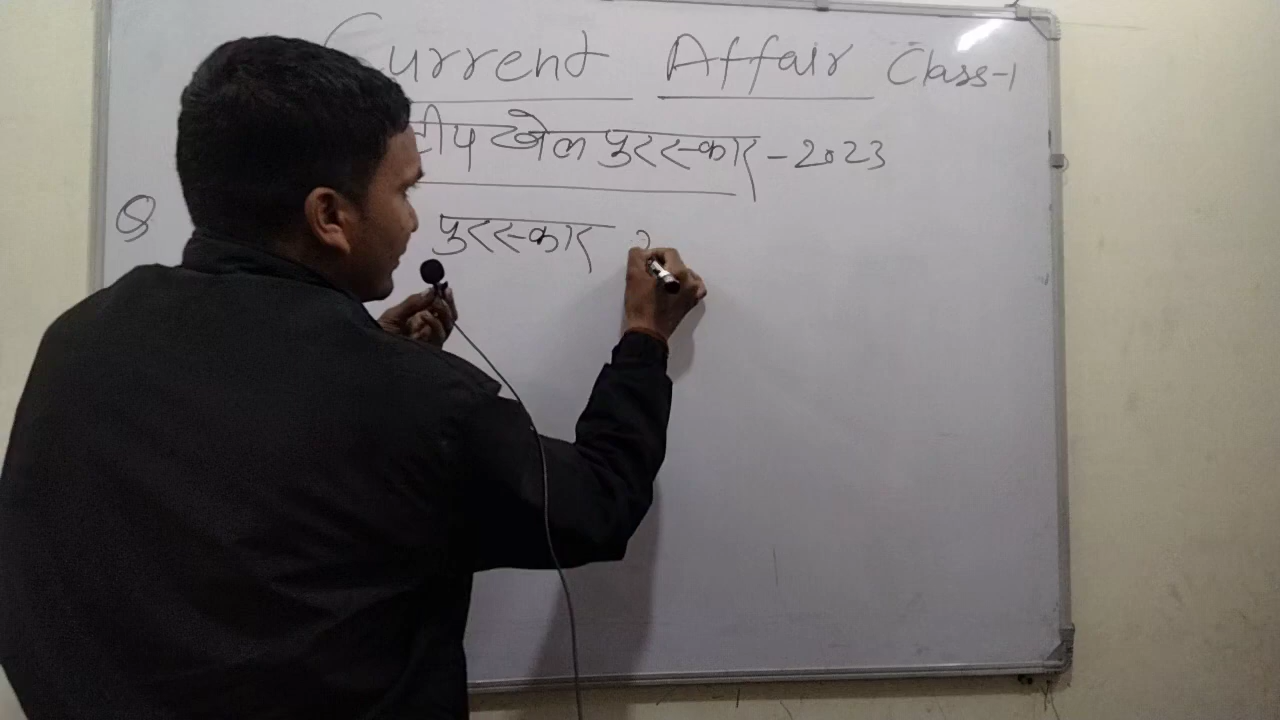 Current Affair Class-1
खेल पुरस्कार - 2023
Q
पुरस्कार